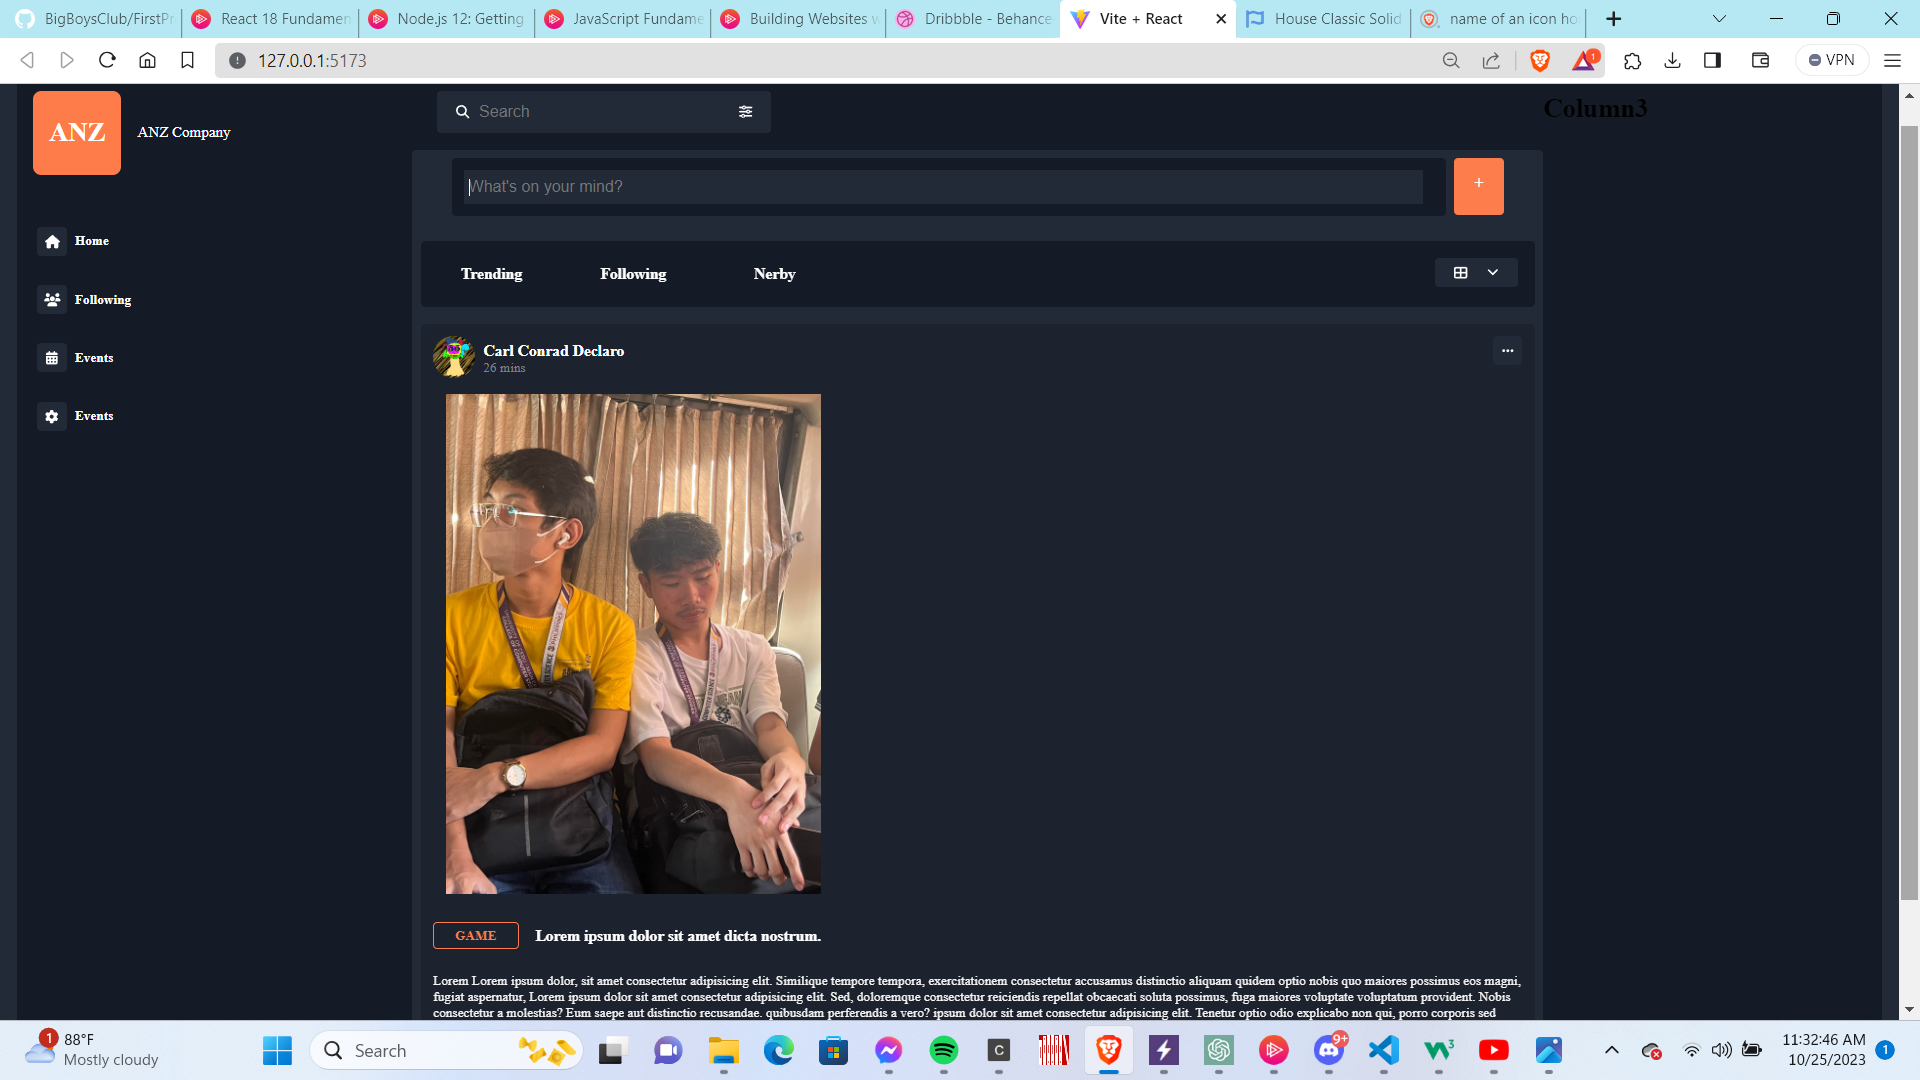 BigBoysClub/FirstPr
React 18 Fundamen
Node.js 12: Getting
JavaScript Fundame
Building Websites w
Dribbble - Behance
Vite + React
House Classic Solid
name of an icon ho
127.0.0.1:5173
1
VPN
ANZ
ANZ Company
Search
Column3
What's on your mind?
+
Home
Following
Events
Events
Trending
Following
Nerby
Carl Conrad Declaro
26 mins
GAME
Lorem ipsum dolor sit amet dicta nostrum.
Lorem Lorem ipsum dolor, sit amet consectetur adipisicing elit. Similique tempore tempora, exercitationem consectetur accusamus distinctio aliquam quidem optio nobis quo maiores possimus eos magni,
fugiat aspernatur, Lorem ipsum dolor sit amet consectetur adipisicing elit. Sed, doloremque consectetur reiciendis repellat obcaecati soluta possimus, fuga maiores voluptate voluptatum provident. Nobis
consectetur a molestias? Eum saepe aut distinctio recusandae. quibusdam perferendis a vero? ipsum dolor sit amet consectetur adipisicing elit. Tenetur optio odio explicabo non qui, porro corporis sed
1
88°F
Mostly cloudy
Search
C
9+
W3
11:32:46 AM
10/25/2023
1